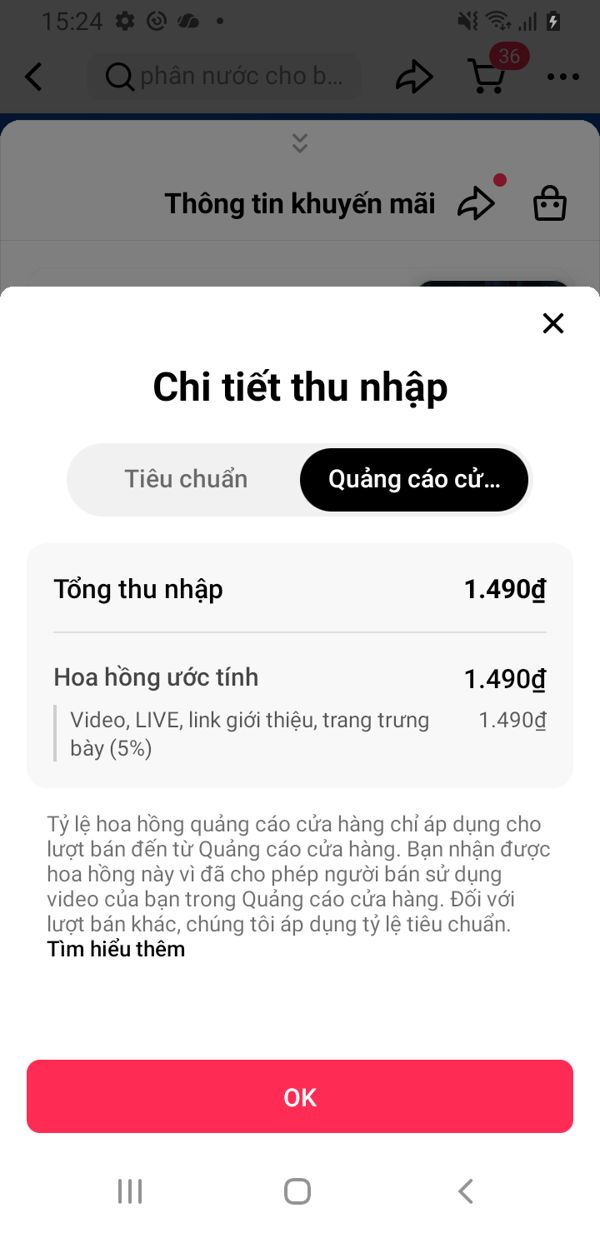 15:24
phân nước cho b...
36
Thông tin khuyến mãi
Chi tiết thu nhập
Tiêu chuẩn
Quảng cáo cử...
Tổng thu nhập 1.490₫
Hoa hồng ước tính 1.490₫
Video, LIVE, link giới thiệu, trang trưng 1.490₫
bày (5%)
Tỷ lệ hoa hồng quảng cáo cửa hàng chỉ áp dụng cho
lượt bán đến từ Quảng cáo cửa hàng. Bạn nhận được
hoa hồng này vì đã cho phép người bán sử dụng
video của bạn trong Quảng cáo cửa hàng. Đối với
lượt bán khác, chúng tôi áp dụng tỷ lệ tiêu chuẩn.
Tìm hiểu thêm
OK